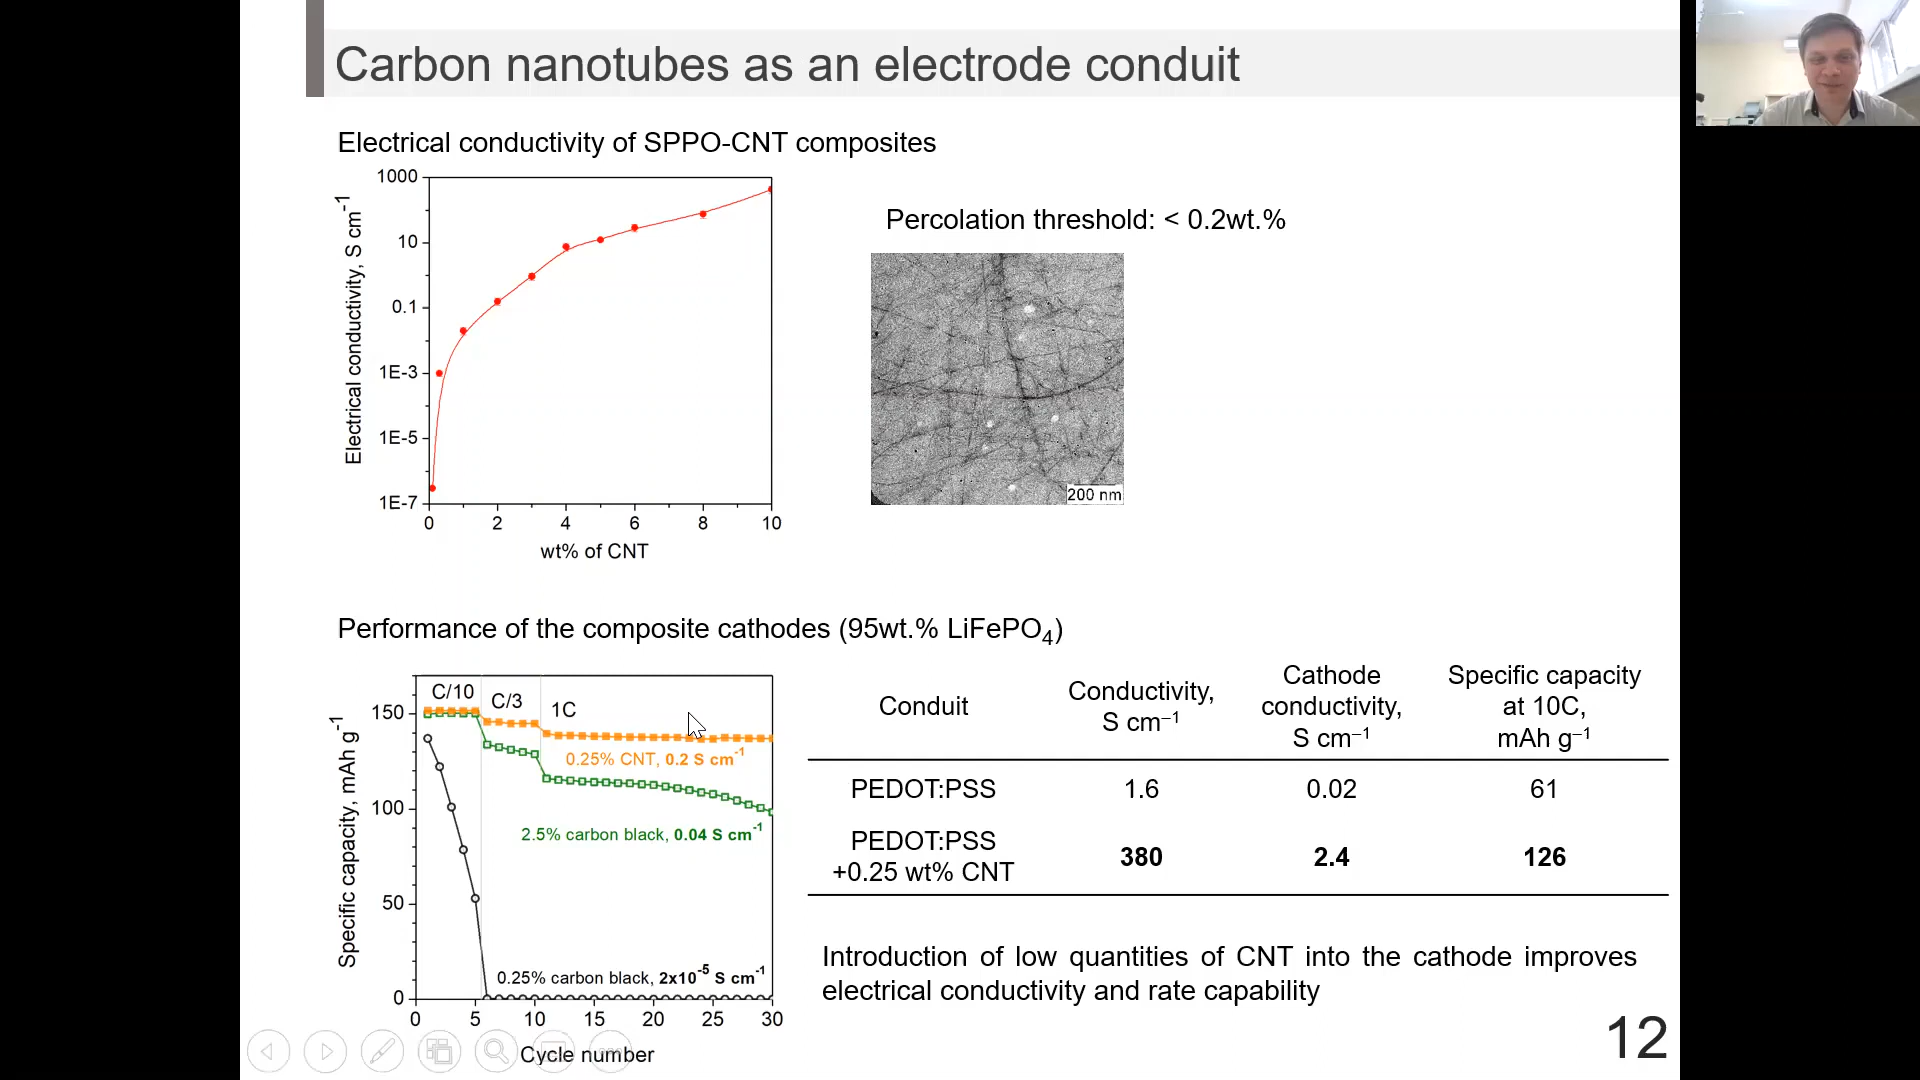 Carbon nanotubes as an electrode conduit
Electrical conductivity of SPPO-CNT composites
Electrical conductivity, S cm⁻¹
1000
10
0.1
1E-3
1E-5
1E-7
0 2 4 6 8 10
wt% of CNT
Percolation threshold: < 0.2wt.%
200 nm
Performance of the composite cathodes (95wt.% LiFePO₄)
Specific capacity, mAh g⁻¹
150
100
50
0
C/10
C/3
1C
0.25% CNT, 0.2 S cm⁻¹
2.5% carbon black, 0.04 S cm⁻¹
0.25% carbon black, 2x10⁻⁵ S cm⁻¹
0 5 10 15 20 25 30
Cycle number
Conduit
Conductivity,
S cm⁻¹
Cathode
conductivity,
S cm⁻¹
Specific capacity
at 10C,
mAh g⁻¹
PEDOT:PSS 1.6 0.02 61
PEDOT:PSS
+0.25 wt% CNT
380 2.4 126
Introduction of low quantities of CNT into the cathode improves
electrical conductivity and rate capability
12